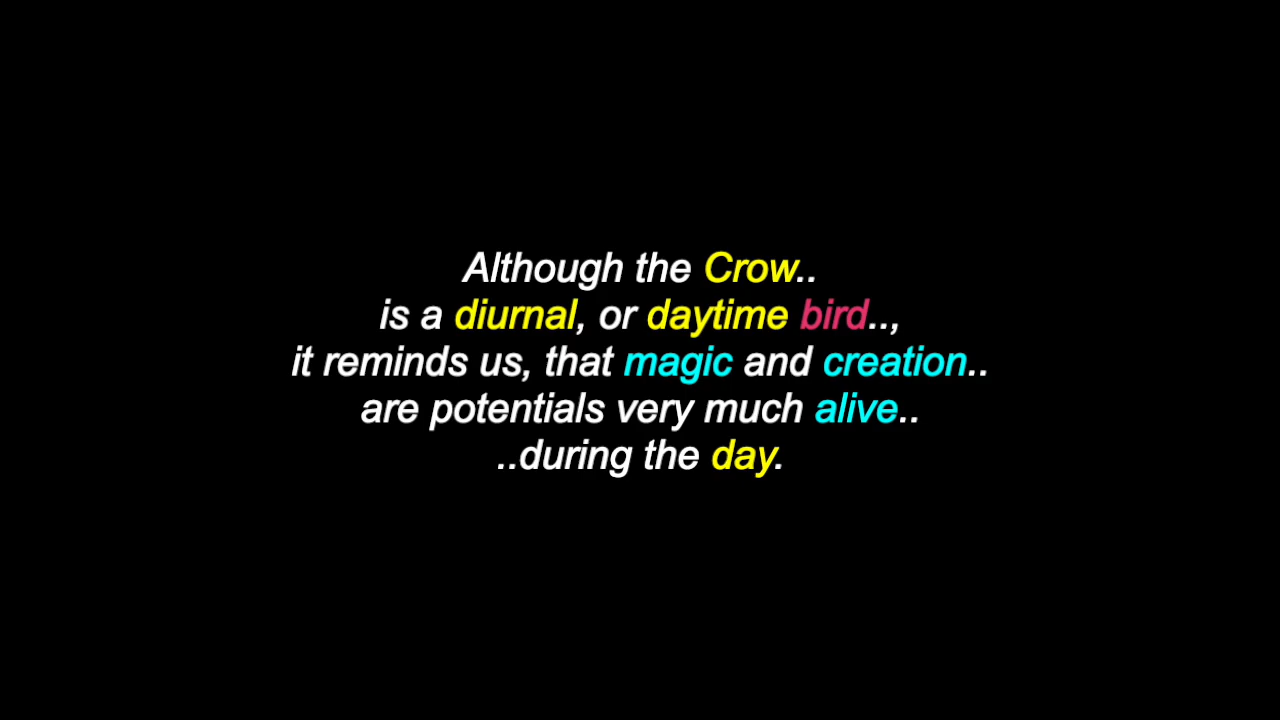 Although the Crow..
is a diurnal, or daytime bird..,
it reminds us, that magic and creation..
are potentials very much alive..
..during the day.